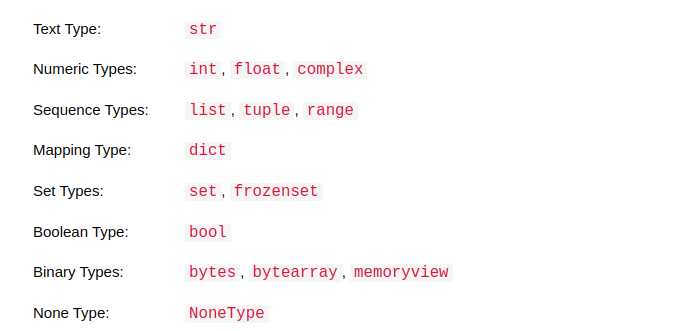 Text Type: str
Numeric Types: int, float, complex
Sequence Types: list, tuple, range
Mapping Type: dict
Set Types: set, frozenset
Boolean Type: bool
Binary Types: bytes, bytearray, memoryview
None Type: NoneType